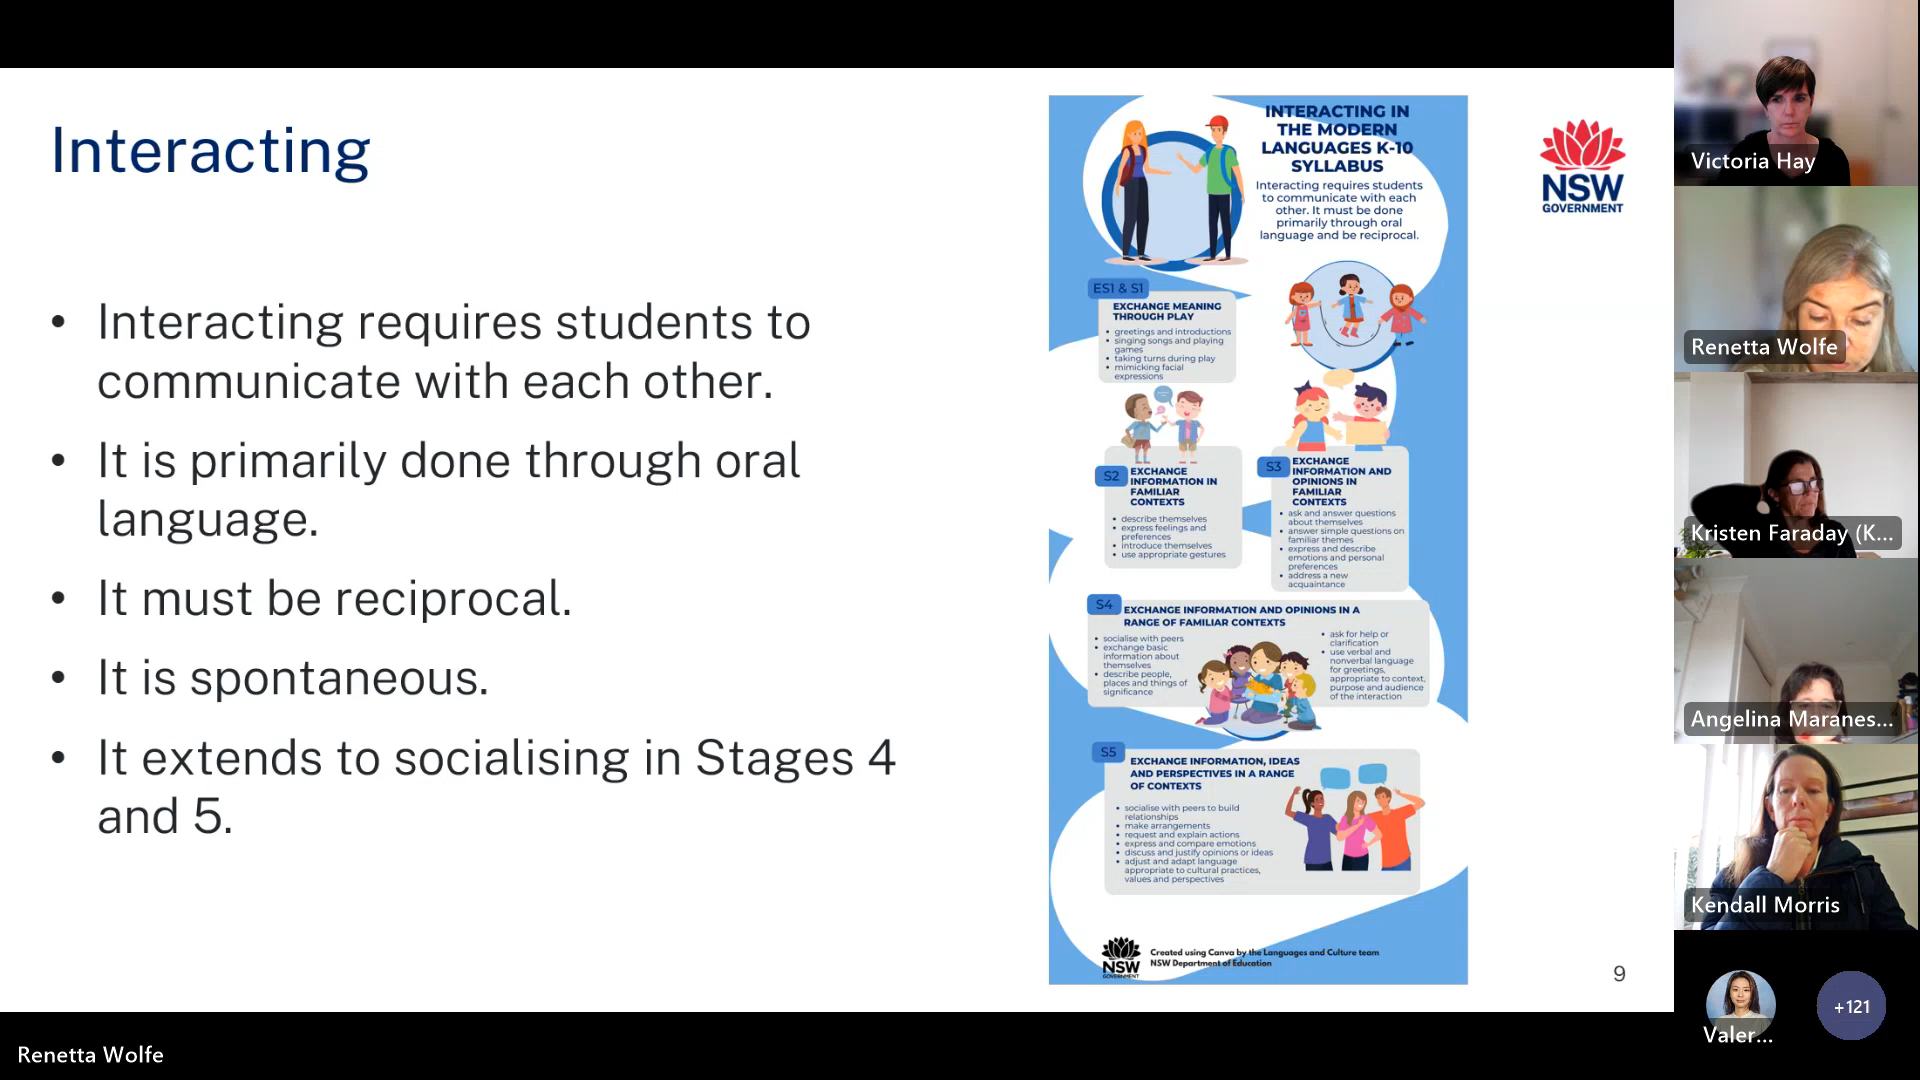 Interacting
• Interacting requires students to
communicate with each other.
• It is primarily done through oral
language.
• It must be reciprocal.
• It is spontaneous.
• It extends to socialising in Stages 4
and 5.
INTERACTING IN
THE MODERN
LANGUAGES K-10
SYLLABUS
Interacting requires students
to communicate with each
other. It must be done
primarily through oral
language and be reciprocal.
ES1 & S1
EXCHANGE MEANING
THROUGH PLAY
• greetings and introductions
• singing songs and playing
games
• taking turns during play
• mimicking facial
expressions
S2
EXCHANGE
INFORMATION IN
FAMILIAR
CONTEXTS
• describe themselves
• express feelings and
preferences
• introduce themselves
• use appropriate gestures
S3
EXCHANGE
INFORMATION AND
OPINIONS IN
FAMILIAR
CONTEXTS
• ask and answer questions
about themselves
• answer simple questions on
familiar themes
• express and describe
emotions and personal
preferences
• address a new
acquaintance
S4
EXCHANGE INFORMATION AND OPINIONS IN A
RANGE OF FAMILIAR CONTEXTS
• socialise with peers
• exchange basic
information about
themselves
• describe people,
places and things of
significance
• ask for help or
clarification
• use verbal and
nonverbal language
for greetings,
appropriate to context,
purpose and audience
of the interaction
S5
EXCHANGE INFORMATION, IDEAS
AND PERSPECTIVES IN A RANGE
OF CONTEXTS
• socialise with peers to build
relationships
• make arrangements
• request and explain actions
• express and compare emotions
• discuss and justify opinions or ideas
• adjust and adapt language
appropriate to cultural practices,
values and perspectives
NSW
GOVERNMENT
Created using Canva by the Languages and Culture team
NSW Department of Education
NSW
GOVERNMENT
9
Victoria Hay
Renetta Wolfe
Kristen Faraday (K...
Angelina Maranes...
Kendall Morris
Valer...
+121
Renetta Wolfe